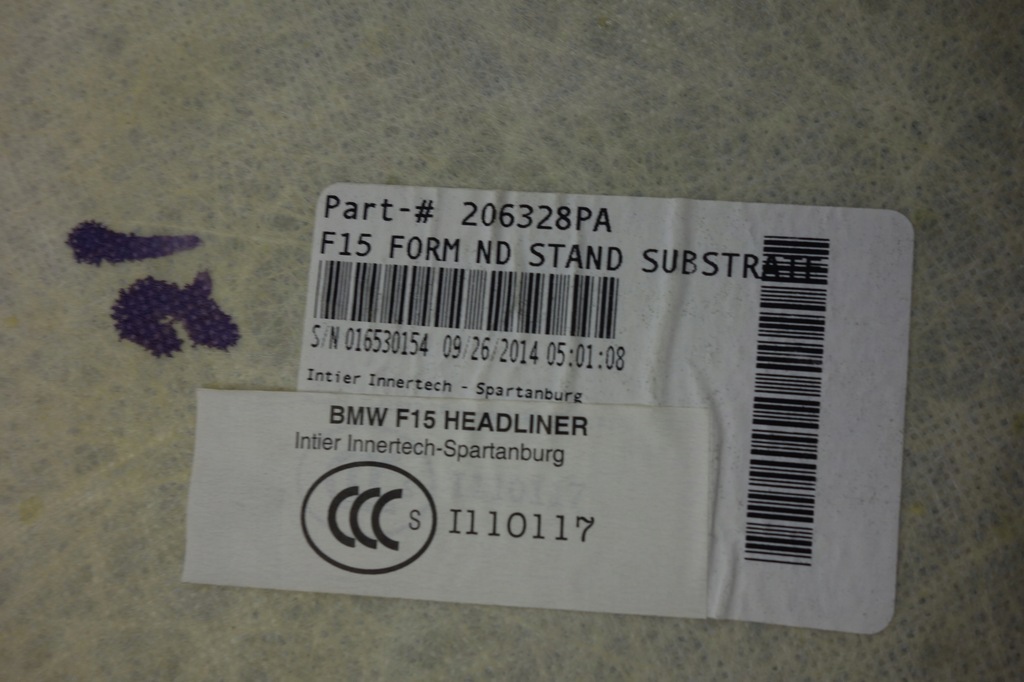 Part-# 206328PA
F15 FORM ND STAND SUBSTRATE
S/N 016530154 09/26/2014 05:01:08
Intier Innertech - Spartanburg
BMW F15 HEADLINER
Intier Innertech-Spartanburg
CCC S I110117